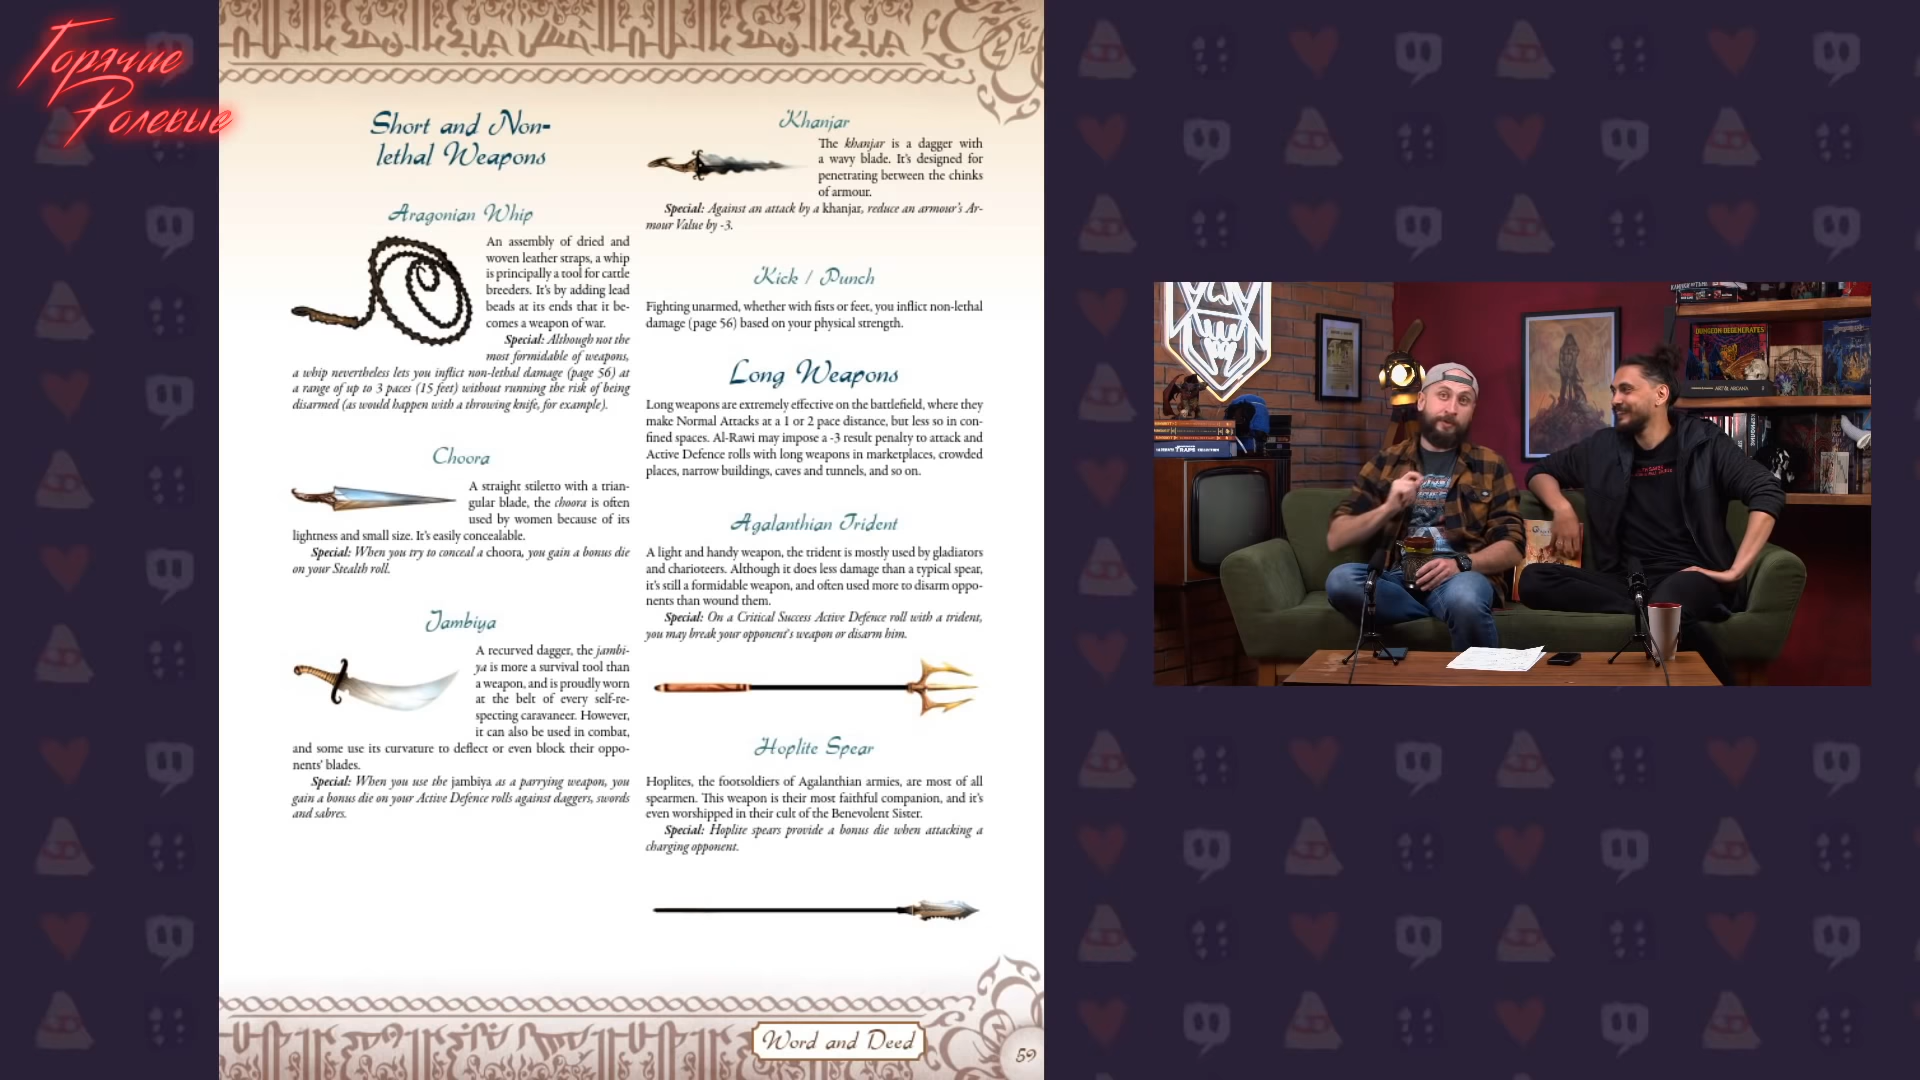 Горячие
Ролевые
Short and Non-
lethal Weapons
Aragonian Whip
An assembly of dried and
woven leather straps, a whip
is principally a tool for cattle
breeders. It's by adding lead
beads at its ends that it be-
comes a weapon of war.
Special: Although not the
most formidable of weapons,
a whip nevertheless lets you inflict non-lethal damage (page 56) at
a range of up to 3 paces (15 feet) without running the risk of being
disarmed (as would happen with a throwing knife, for example).
Choora
A straight stiletto with a trian-
gular blade, the choora is often
used by women because of its
lightness and small size. It's easily concealable.
Special: When you try to conceal a choora, you gain a bonus die
on your Stealth roll.
Jambiya
A recurved dagger, the jambi-
ya is more a survival tool than
a weapon, and is proudly worn
at the belt of every self-re-
specting caravaneer. However,
it can also be used in combat,
and some use its curvature to deflect or even block their oppo-
nents' blades.
Special: When you use the jambiya as a parrying weapon, you
gain a bonus die on your Active Defence rolls against daggers, swords
and sabres.
Khanjar
The khanjar is a dagger with
a wavy blade. It's designed for
penetrating between the chinks
of armour.
Special: Against an attack by a khanjar, reduce an armour's Ar-
mour Value by -3.
Kick / Punch
Fighting unarmed, whether with fists or feet, you inflict non-lethal
damage (page 56) based on your physical strength.
Long Weapons
Long weapons are extremely effective on the battlefield, where they
make Normal Attacks at a 1 or 2 pace distance, but less so in con-
fined spaces. Al-Rawi may impose a -3 result penalty to attack and
Active Defence rolls with long weapons in marketplaces, crowded
places, narrow buildings, caves and tunnels, and so on.
Agalanthian Trident
A light and handy weapon, the trident is mostly used by gladiators
and charioteers. Although it does less damage than a typical spear,
it's still a formidable weapon, and often used more to disarm oppo-
nents than wound them.
Special: On a Critical Success Active Defence roll with a trident,
you may break your opponent's weapon or disarm him.
Hoplite Spear
Hoplites, the footsoldiers of Agalanthian armies, are most of all
spearmen. This weapon is their most faithful companion, and it's
even worshipped in their cult of the Benevolent Sister.
Special: Hoplite spears provide a bonus die when attacking a
charging opponent.
Word and Deed
59
DUNGEON DEGENERATES
ART & ARCANA
TRAPS